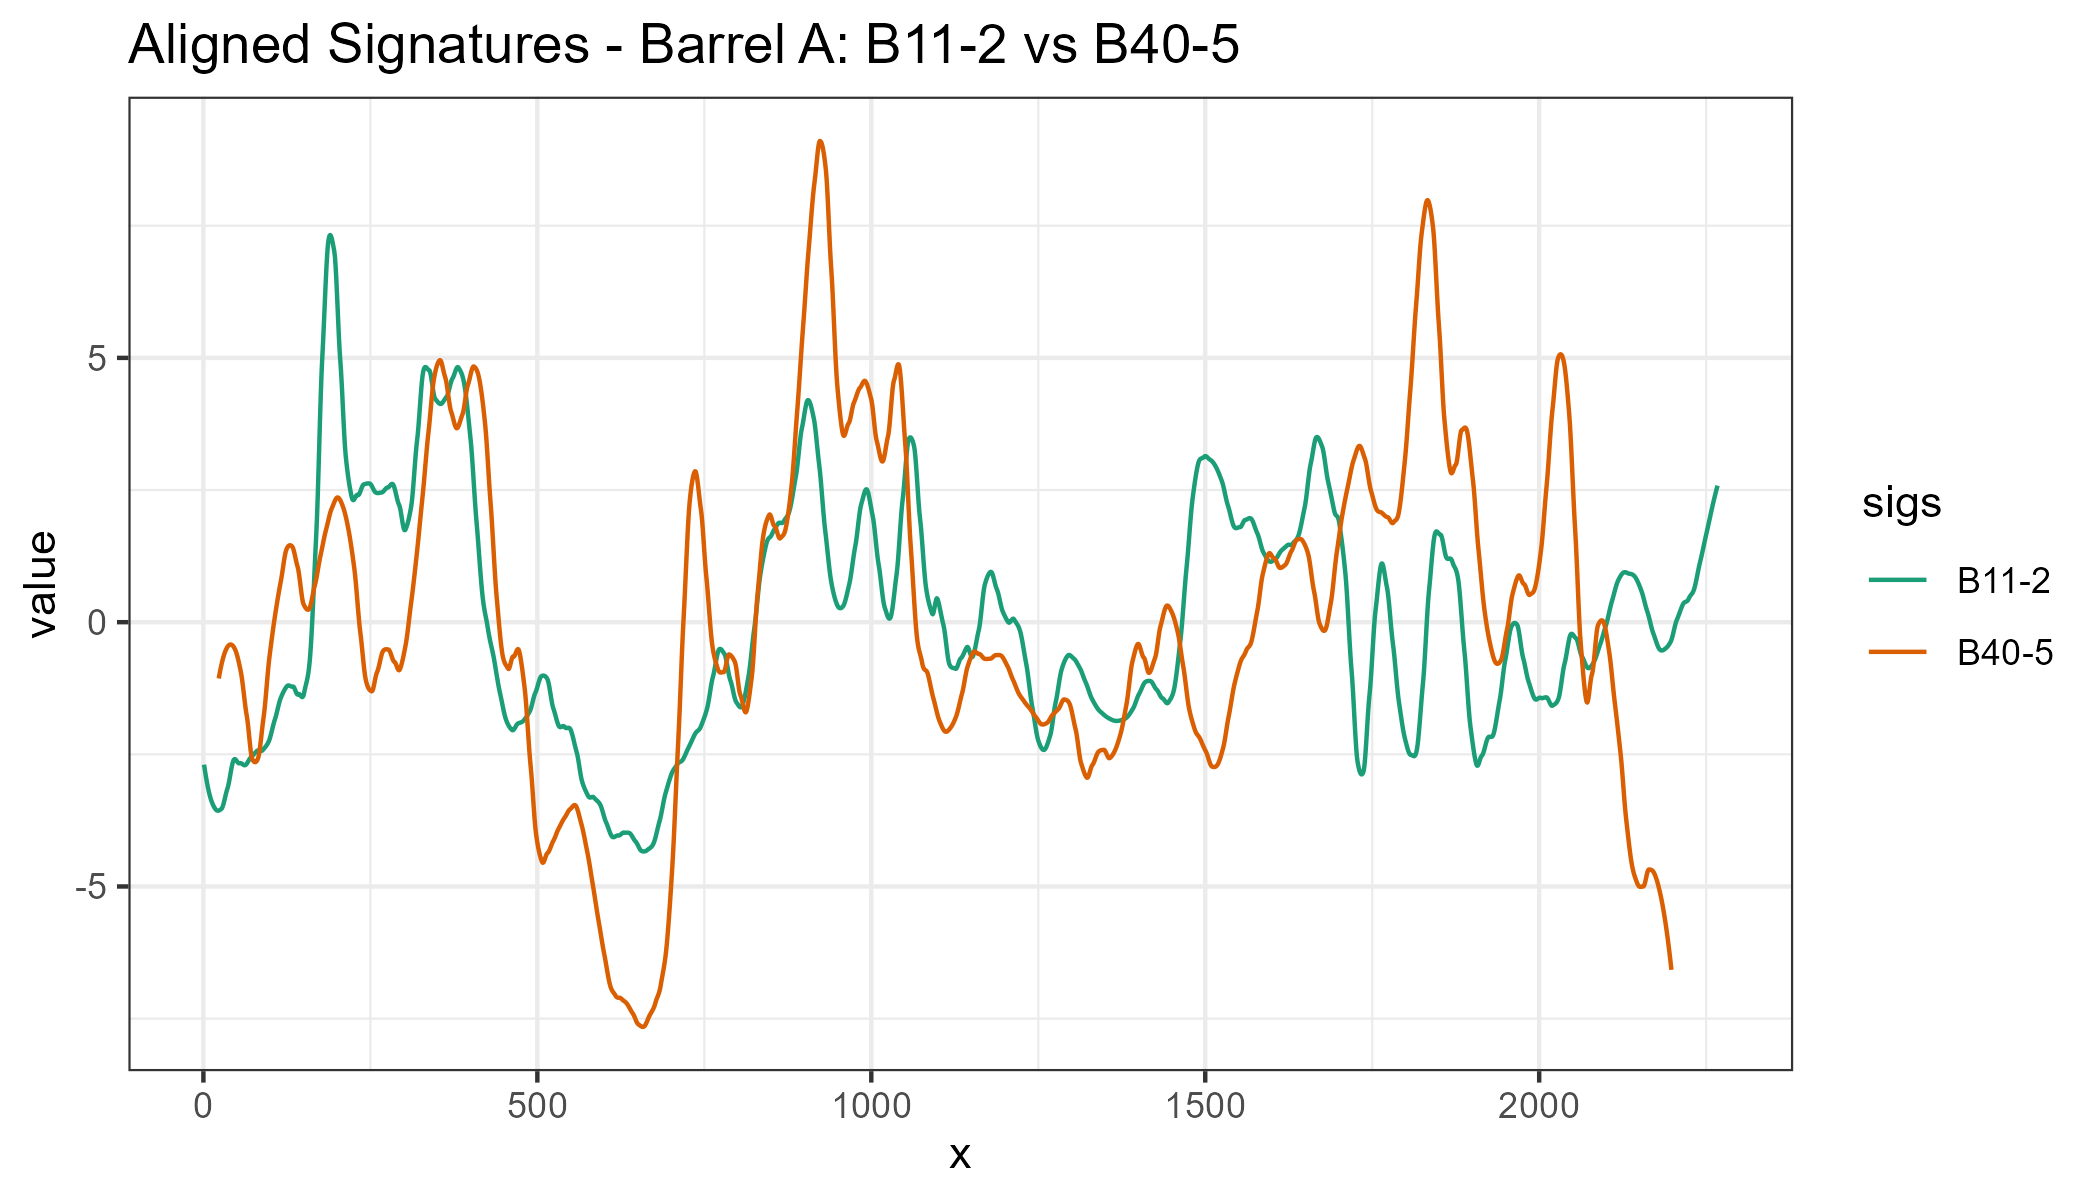 Aligned Signatures - Barrel A: B11-2 vs B40-5
value
5
0
-5
0
500
1000
1500
2000
x
sigs
B11-2
B40-5